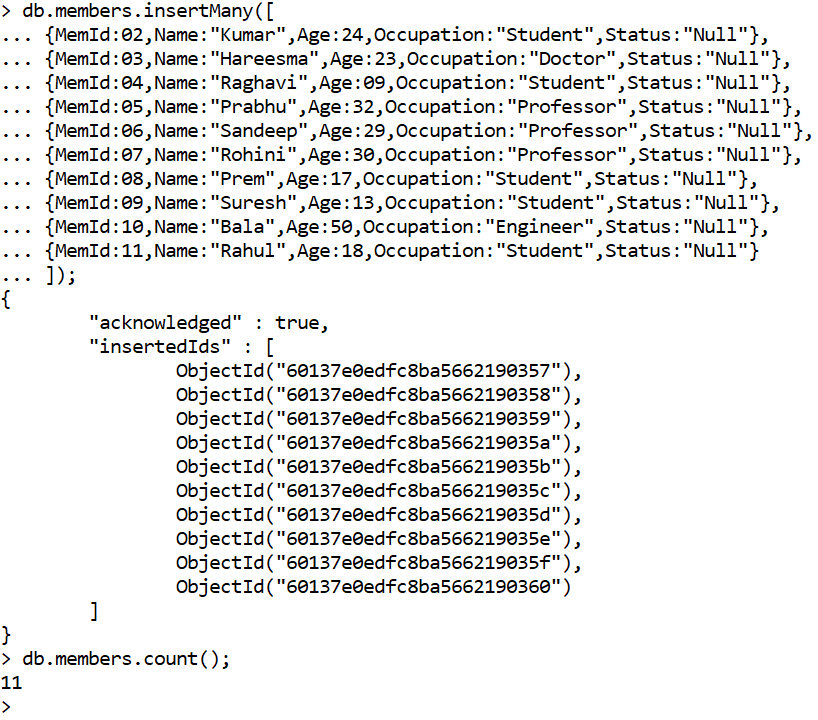 > db.members.insertMany([
... {MemId:02,Name:"Kumar",Age:24,Occupation:"Student",Status:"Null"},
... {MemId:03,Name:"Hareesma",Age:23,Occupation:"Doctor",Status:"Null"},
... {MemId:04,Name:"Raghavi",Age:09,Occupation:"Student",Status:"Null"},
... {MemId:05,Name:"Prabhu",Age:32,Occupation:"Professor",Status:"Null"},
... {MemId:06,Name:"Sandeep",Age:29,Occupation:"Professor",Status:"Null"},
... {MemId:07,Name:"Rohini",Age:30,Occupation:"Professor",Status:"Null"},
... {MemId:08,Name:"Prem",Age:17,Occupation:"Student",Status:"Null"},
... {MemId:09,Name:"Suresh",Age:13,Occupation:"Student",Status:"Null"},
... {MemId:10,Name:"Bala",Age:50,Occupation:"Engineer",Status:"Null"},
... {MemId:11,Name:"Rahul",Age:18,Occupation:"Student",Status:"Null"}
... ]);
{
        "acknowledged" : true,
        "insertedIds" : [
                ObjectId("60137e0edfc8ba5662190357"),
                ObjectId("60137e0edfc8ba5662190358"),
                ObjectId("60137e0edfc8ba5662190359"),
                ObjectId("60137e0edfc8ba566219035a"),
                ObjectId("60137e0edfc8ba566219035b"),
                ObjectId("60137e0edfc8ba566219035c"),
                ObjectId("60137e0edfc8ba566219035d"),
                ObjectId("60137e0edfc8ba566219035e"),
                ObjectId("60137e0edfc8ba566219035f"),
                ObjectId("60137e0edfc8ba5662190360")
        ]
}
> db.members.count();
11
>